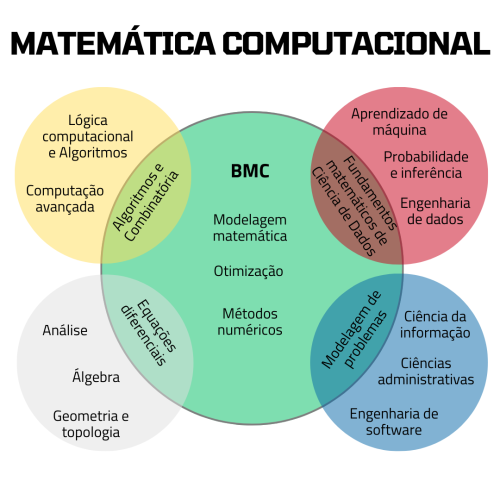 MATEMÁTICA COMPUTACIONAL
Lógica
computacional
e Algoritmos
Computação
avançada
Algoritmos e
Combinatória
BMC
Modelagem
matemática
Otimização
Métodos
numéricos
Fundamentos
matemáticos de
Ciência de Dados
Aprendizado de
máquina
Probabilidade
e inferência
Engenharia
de dados
Análise
Álgebra
Geometria e
topologia
Equações
diferenciais
Modelagem de
problemas
Ciência da
informação
Ciências
administrativas
Engenharia de
software